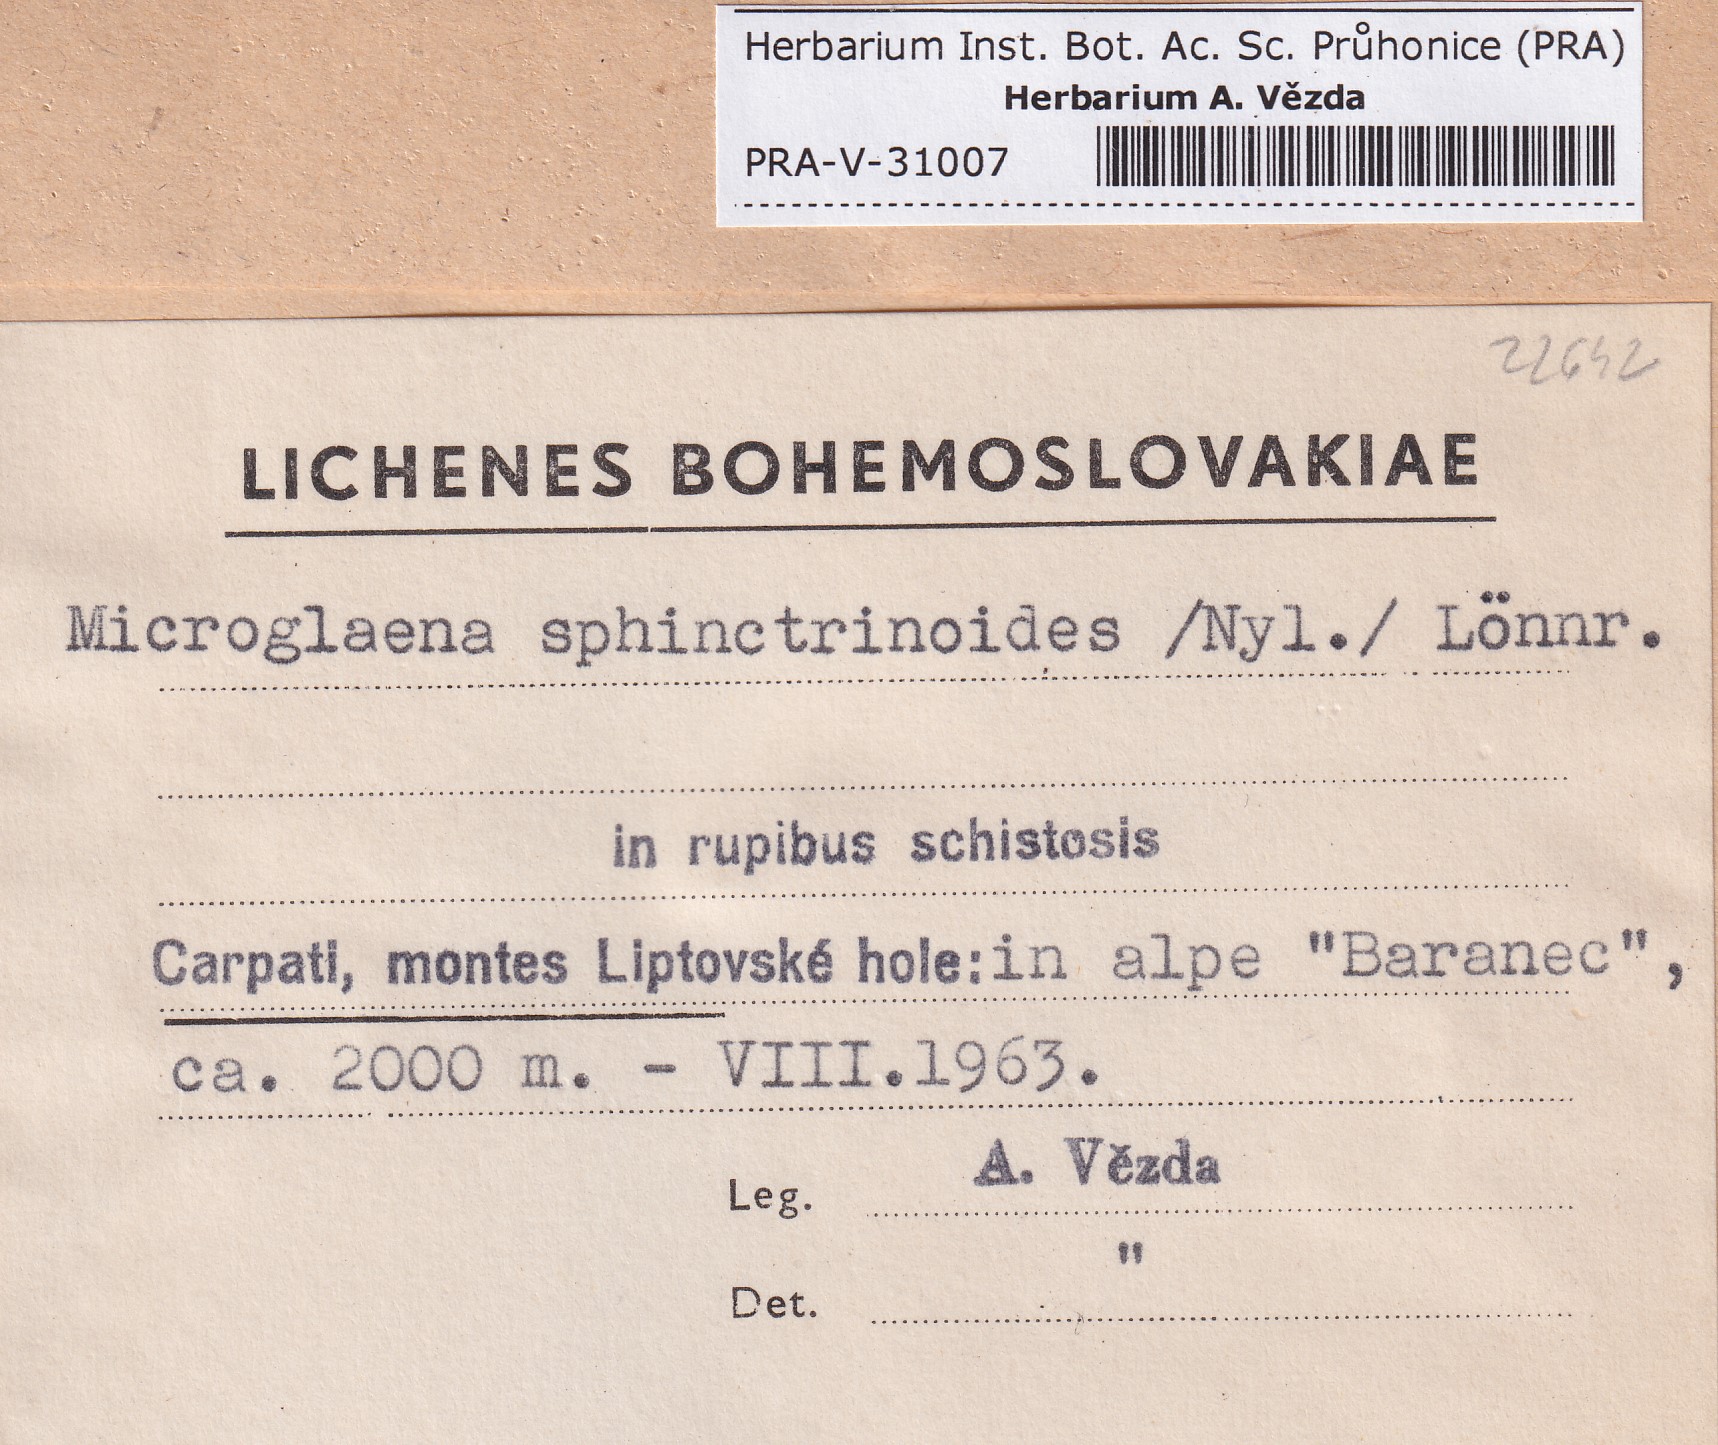 Herbarium Inst. Bot. Ac. Sc. Průhonice (PRA)
Herbarium A. Vězda
PRA-V-31007
22642
LICHENES BOHEMOSLOVAKIAE
Microglaena sphinctrinoides /Nyl./ Lönnr.
in rupibus schistosis
Carpati, montes Liptovské hole: in alpe "Baranec",
ca. 2000 m. - VIII.1963.
A. Vězda
Leg.
"
Det.